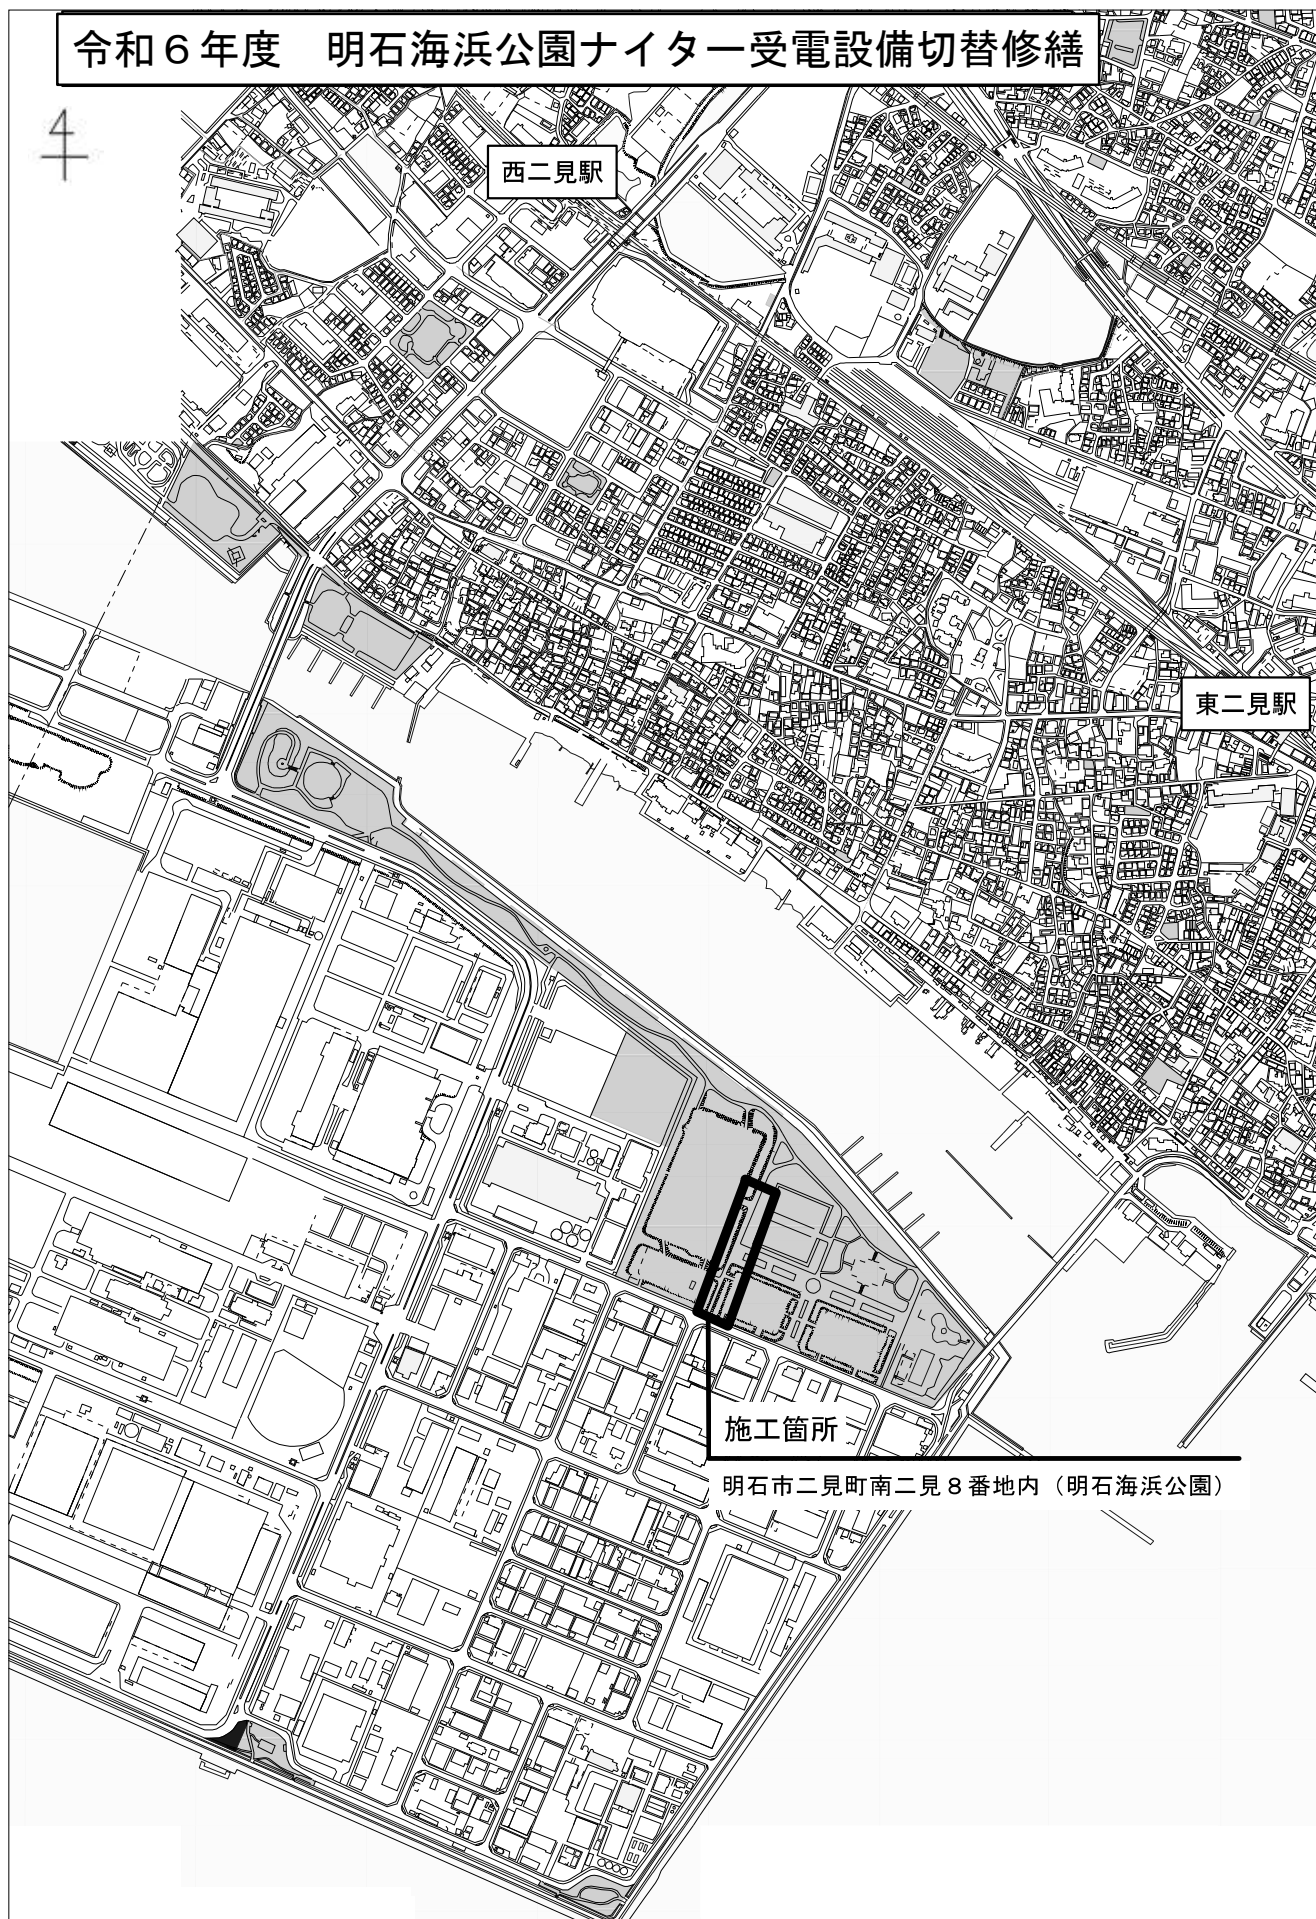 令和６年度　明石海浜公園ナイター受電設備切替修繕
西二見駅
東二見駅
施工箇所
明石市二見町南二見８番地内（明石海浜公園）